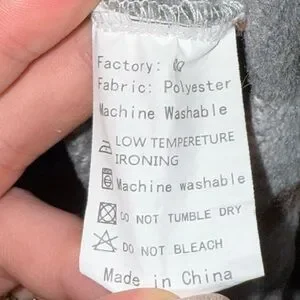 Factory:
Fabric: Polyester
Machine Washable
LOW TEMPERETURE
IRONING
Machine washable
DO NOT TUMBLE DRY
DO NOT BLEACH
Made in China